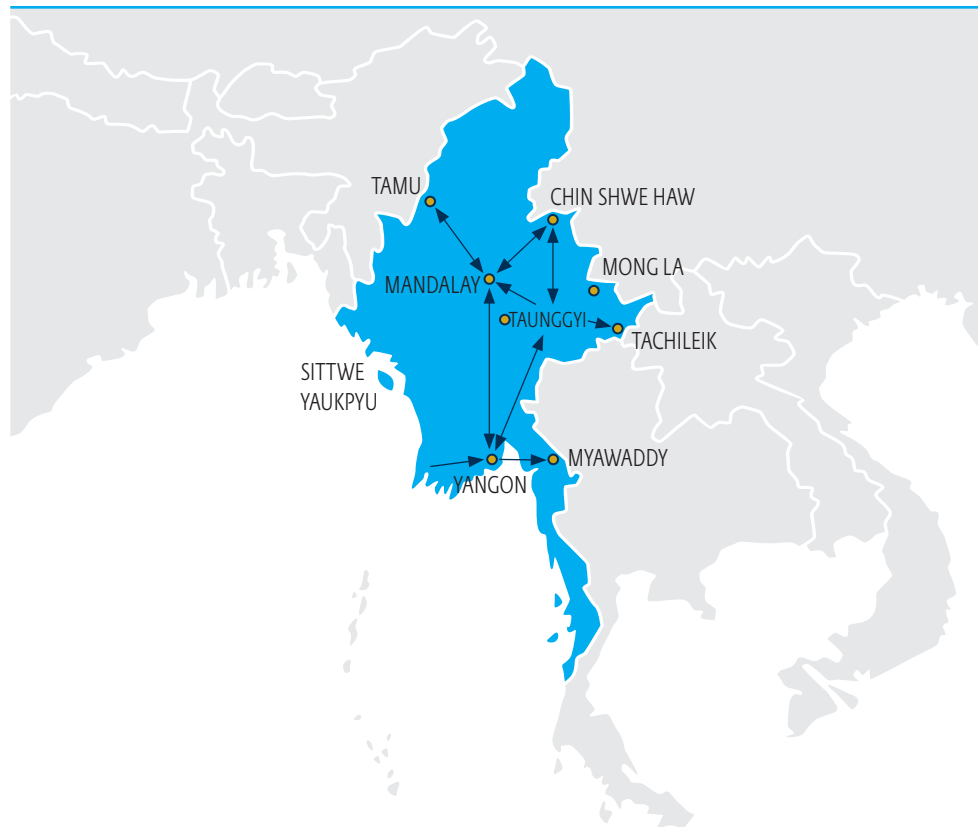 TAMU
CHIN SHWE HAW
MONG LA
MANDALAY
TAUNGGYI
TACHILEIK
SITTWE
YAUKPYU
MYAWADDY
YANGON